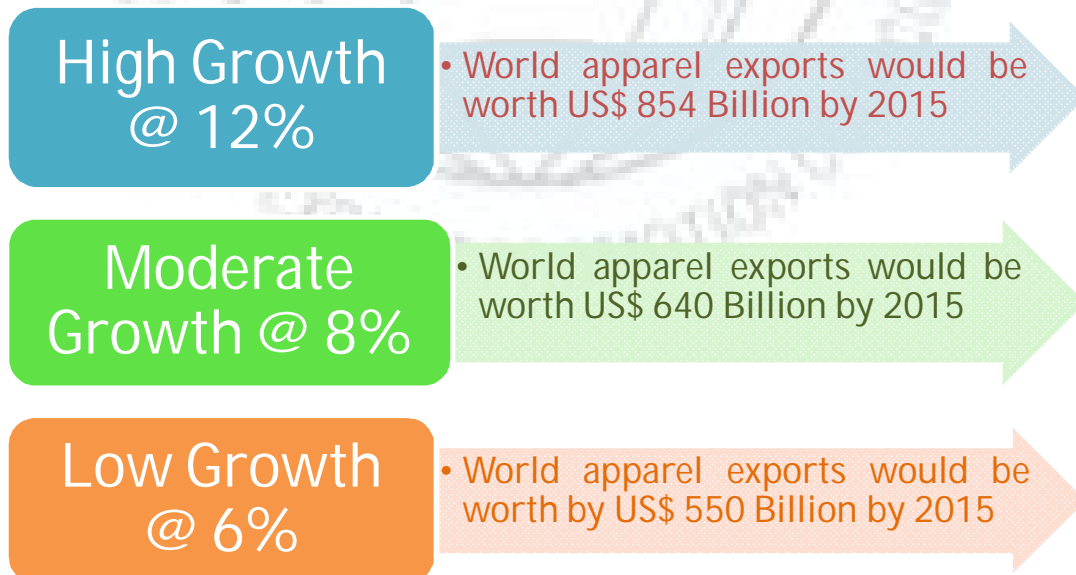 High Growth
@ 12%
• World apparel exports would be
worth US$ 854 Billion by 2015
Moderate
Growth @ 8%
• World apparel exports would be
worth US$ 640 Billion by 2015
Low Growth
@ 6%
• World apparel exports would be
worth by US$ 550 Billion by 2015